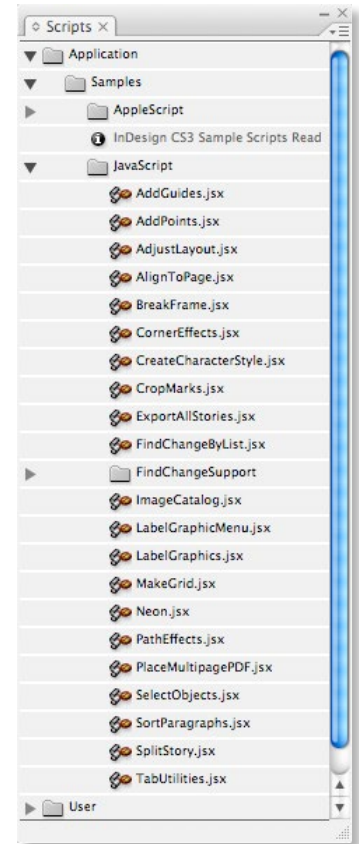 Scripts
Application
Samples
AppleScript
InDesign CS3 Sample Scripts Read
JavaScript
AddGuides.jsx
AddPoints.jsx
AdjustLayout.jsx
AlignToPage.jsx
BreakFrame.jsx
CornerEffects.jsx
CreateCharacterStyle.jsx
CropMarks.jsx
ExportAllStories.jsx
FindChangeByList.jsx
FindChangeSupport
ImageCatalog.jsx
LabelGraphicMenu.jsx
LabelGraphics.jsx
MakeGrid.jsx
Neon.jsx
PathEffects.jsx
PlaceMultipagePDF.jsx
SelectObjects.jsx
SortParagraphs.jsx
SplitStory.jsx
TabUtilities.jsx
User